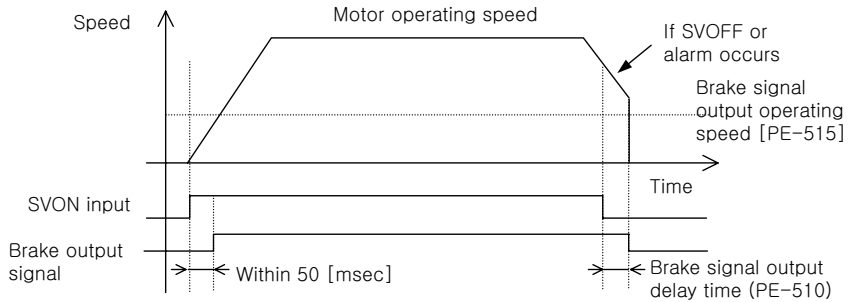 Speed
Motor operating speed
If SVOFF or
alarm occurs
Brake signal
output operating
speed [PE-515]
Time
SVON input
Brake output
signal
Within 50 [msec]
Brake signal output
delay time (PE-510)